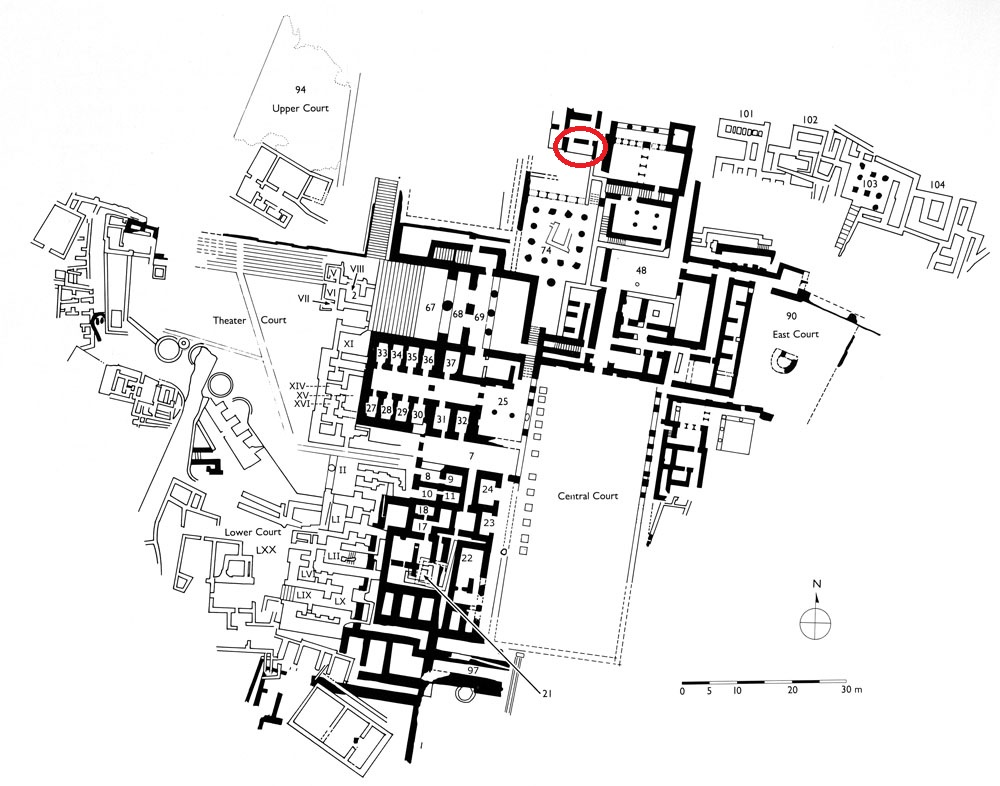 94
Upper Court
101
102
103
104
74
48
90
East Court
V
VIII
VI
2
VII
67
68
69
Theater Court
XI
33
34
35
36
37
XIV
XV
XVI
27
28
29
30
31
32
25
7
II
8
9
10
11
24
Central Court
LI
18
17
23
Lower Court
LXX
LII
22
LV
LIX
LX
N
97
21
0
5
10
20
30 m
1